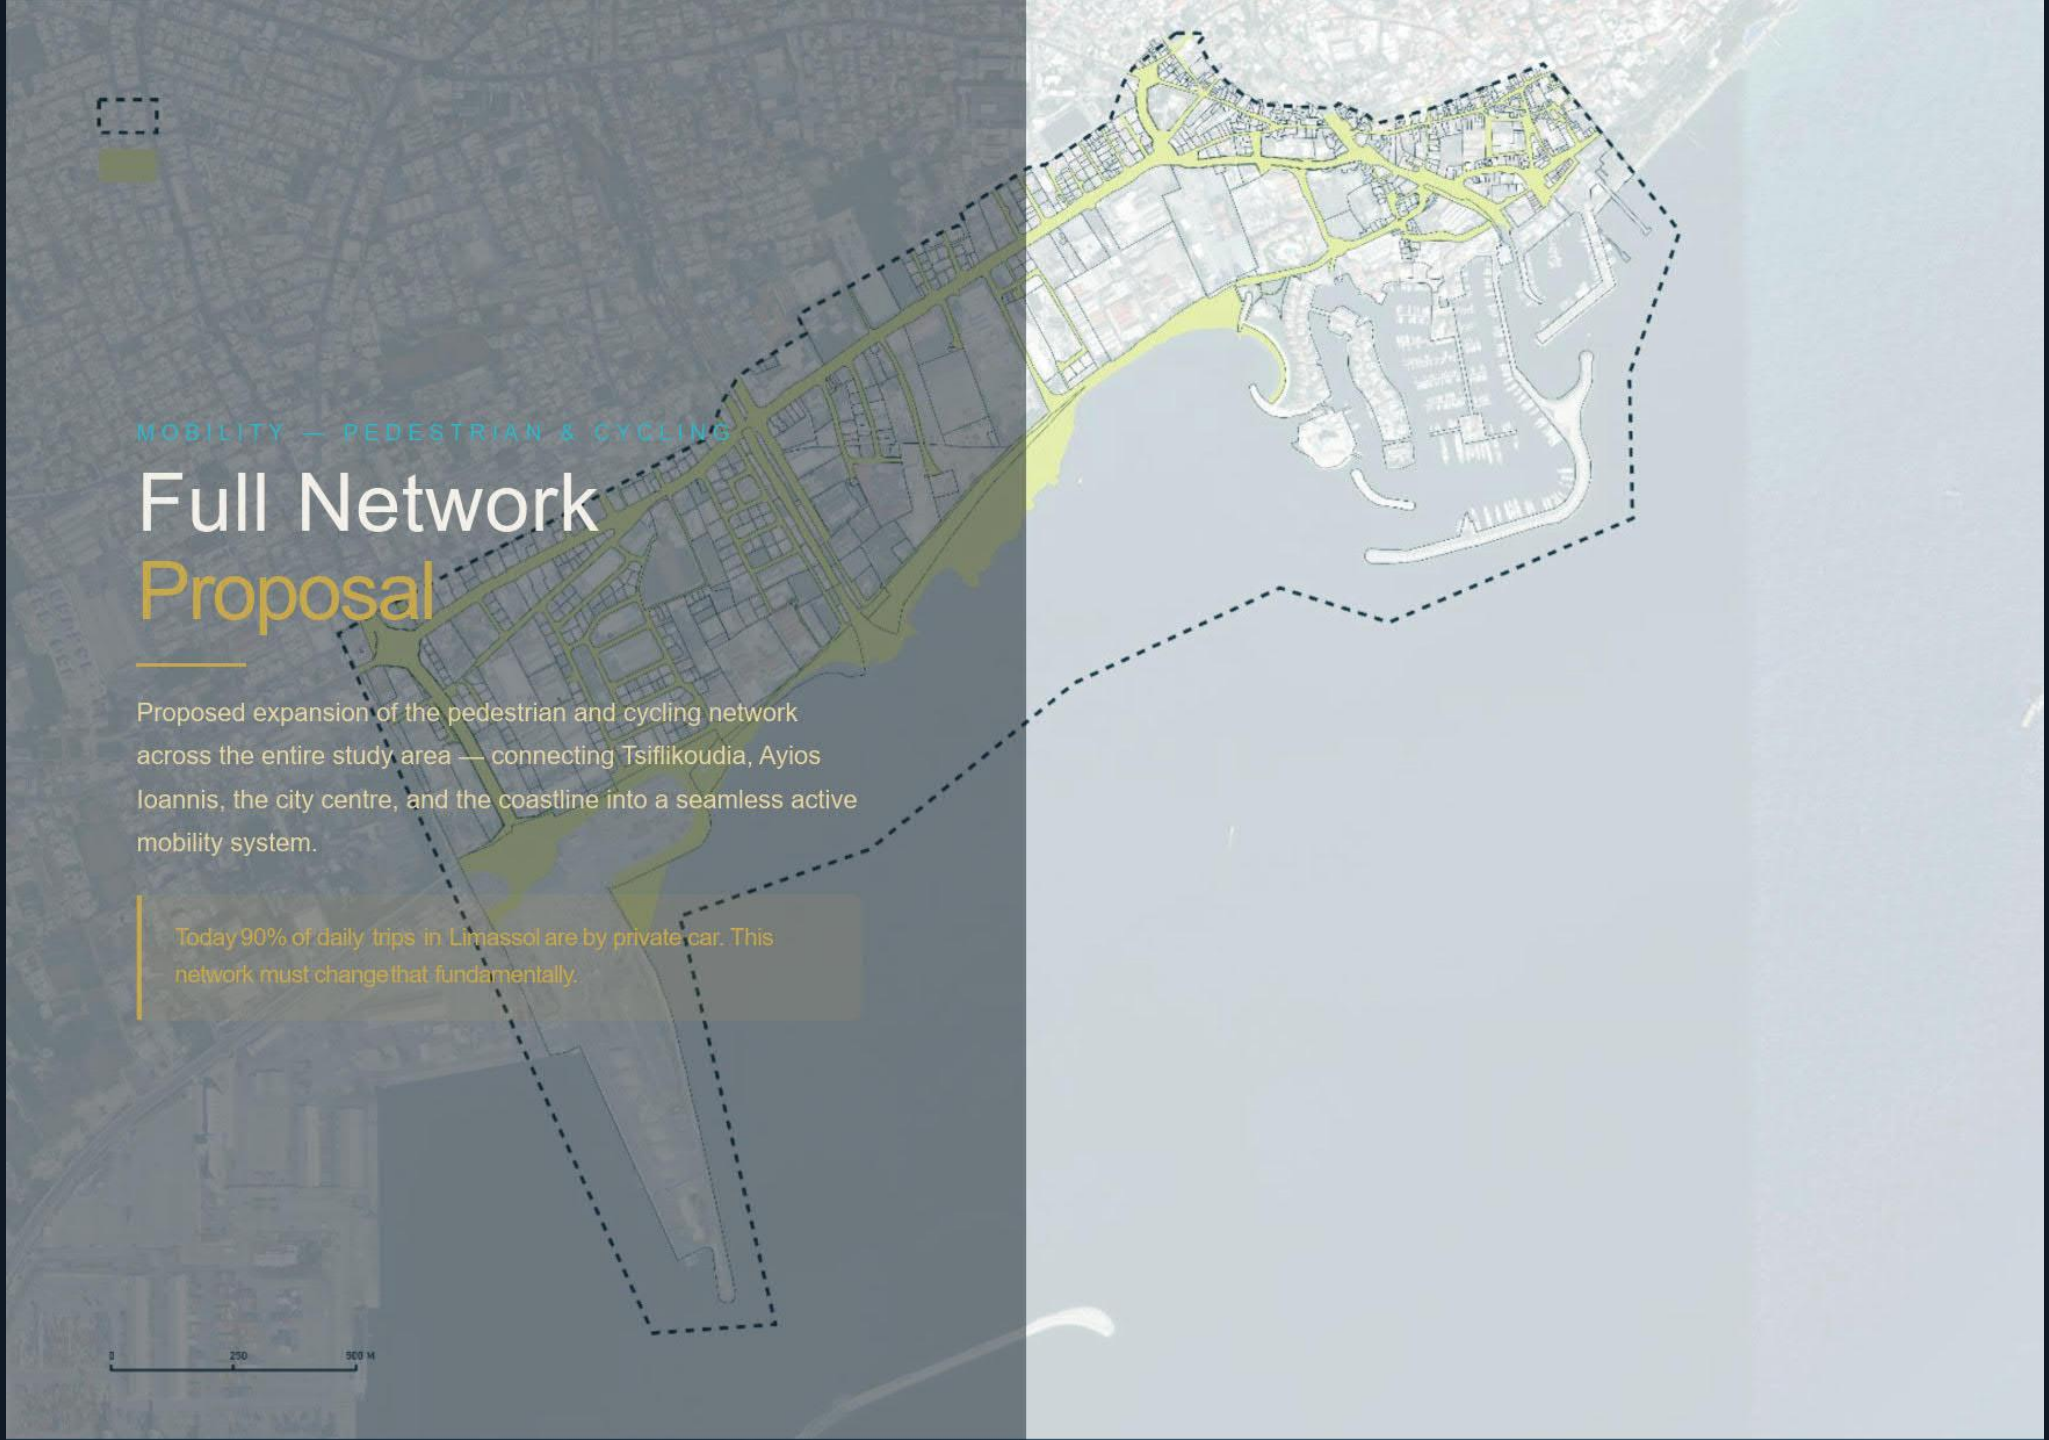 MOBILITY — PEDESTRIAN & CYCLING
Full Network
Proposal
Proposed expansion of the pedestrian and cycling network
across the entire study area — connecting Tsiflikoudia, Ayios
Ioannis, the city centre, and the coastline into a seamless active
mobility system.
Today 90% of daily trips in Limassol are by private car. This
network must change that fundamentally.
0 250 500 M